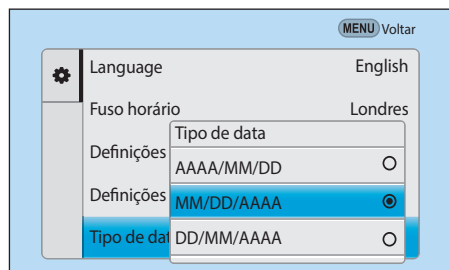 MENU Voltar
Language English
Fuso horário Londres
Tipo de data
Definições
AAAA/MM/DD
Definições
MM/DD/AAAA
Tipo de dat
DD/MM/AAAA